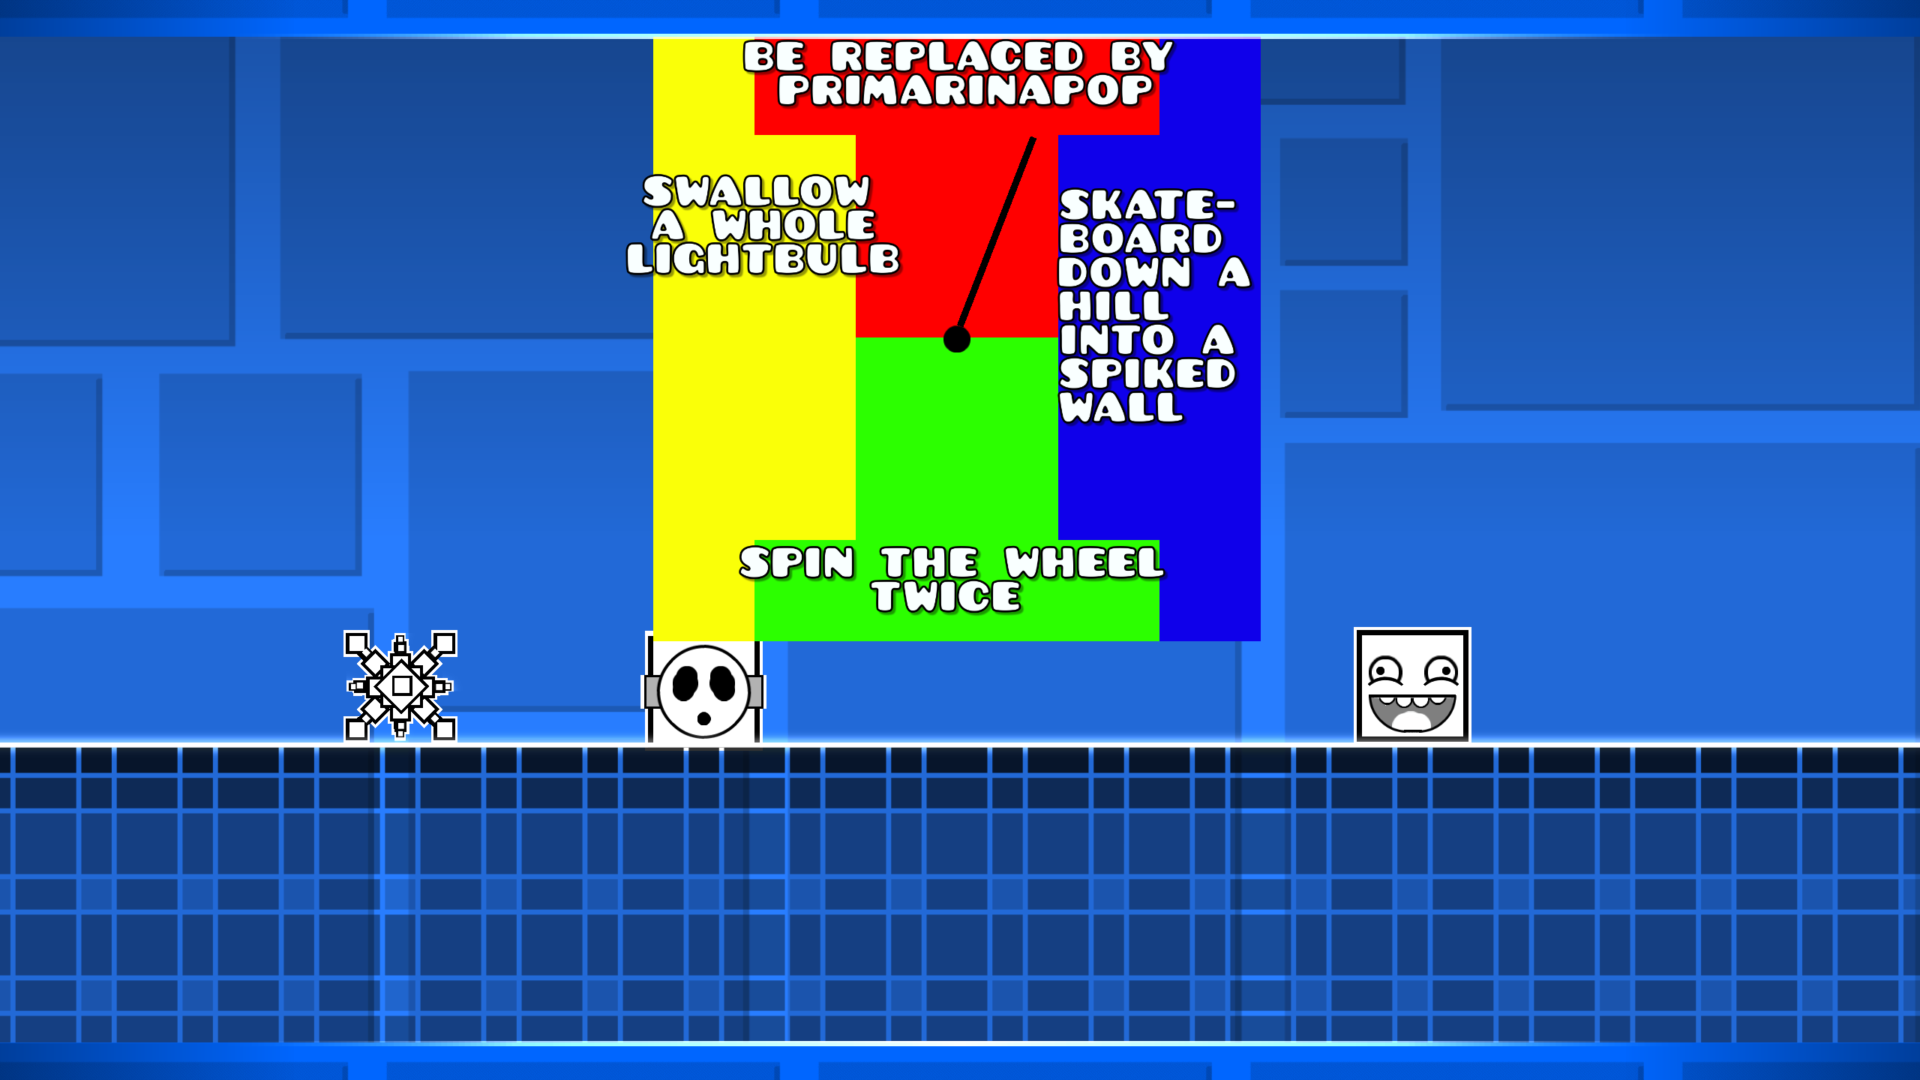 BE REPLACED BY
PRIMARINAPOP
SWALLOW
A WHOLE
LIGHTBULB
SKATE-
BOARD
DOWN A
HILL
INTO A
SPIKED
WALL
SPIN THE WHEEL
TWICE